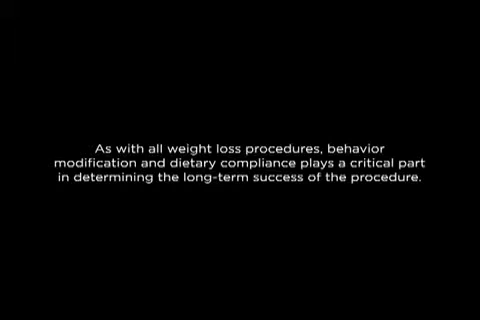 As with all weight loss procedures, behavior
modification and dietary compliance plays a critical part
in determining the long-term success of the procedure.